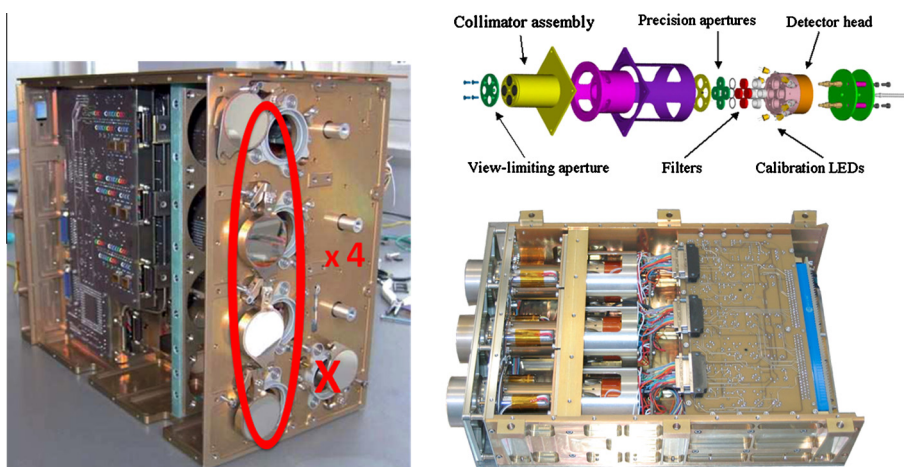 Collimator assembly
Precision apertures
Detector head
View-limiting aperture
Filters
Calibration LEDs
x 4
X